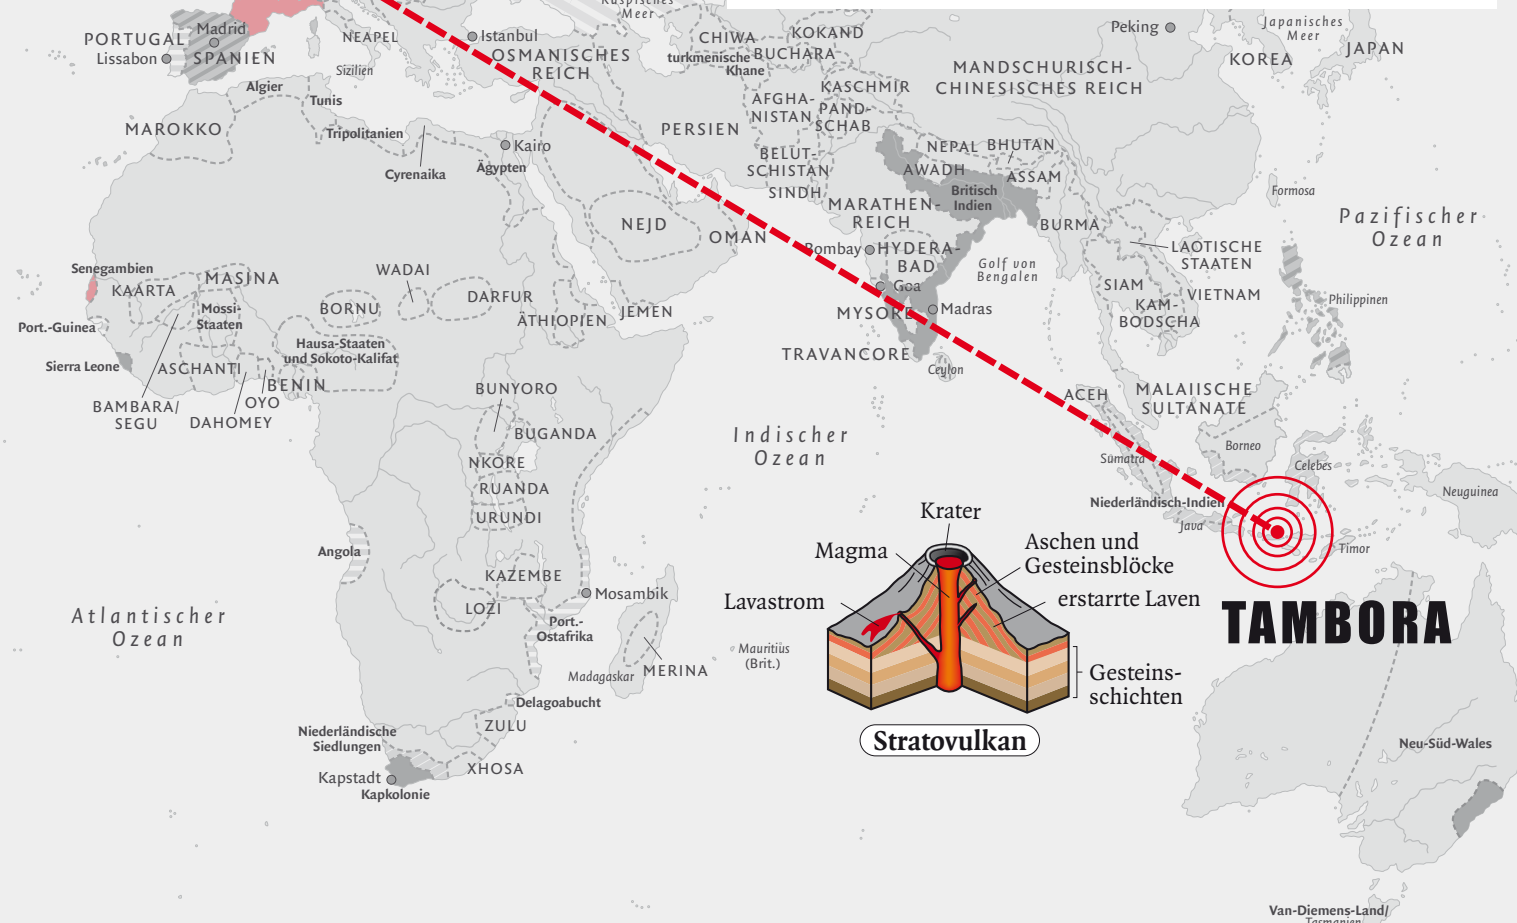 Kaspisches
Meer
Japanisches
Meer
Madrid
PORTUGAL
Lissabon
SPANIEN
NEAPEL
Sizilien
Istanbul
OSMANISCHES
REICH
CHIWA
KOKAND
turkmenische
Khane
BUCHARA
Peking
KOREA
JAPAN
MANDSCHURISCH-
CHINESISCHES REICH
KASCHMIR
AFGHA-
NISTAN
PAND-
SCHAB
Algier
Tunis
MAROKKO
Tripolitanien
Cyrenaika
Kairo
Ägypten
PERSIEN
BELUT-
SCHISTAN
SINDH
NEPAL
BHUTAN
AWADH
ASSAM
Britisch
Indien
MARATHEN-
REICH
Formosa
Pazifischer
Ozean
NEJD
OMAN
BURMA
Bombay
HYDERA-
BAD
Golf von
Bengalen
LAOTISCHE
STAATEN
Senegambien
KAARTA
MASINA
WADAI
Goa
SIAM
VIETNAM
KAM-
BODSCHA
Philippinen
Mossi-
Staaten
BORNU
DARFUR
ÄTHIOPIEN
JEMEN
MYSORE
Madras
Port.-Guinea
Sierra Leone
Hausa-Staaten
und Sokoto-Kalifat
TRAVANCORE
Ceylon
ASCHANTI
BENIN
OYO
BAMBARA/
SEGU
DAHOMEY
BUNYORO
BUGANDA
ACEH
MALAIISCHE
SULTANATE
Indischer
Ozean
NKORE
RUANDA
URUNDI
Sumatra
Borneo
Celebes
Neuguinea
Niederländisch-Indien
Java
Timor
Angola
KAZEMBE
LOZI
Mosambik
Port.-
Ostafrika
Atlantischer
Ozean
Krater
Magma
Lavastrom
Aschen und
Gesteinsblöcke
erstarrte Laven
Gesteins-
schichten
Stratovulkan
TAMBORA
Mauritius
(Brit.)
Madagaskar
MERINA
Delagoabucht
ZULU
Niederländische
Siedlungen
XHOSA
Kapstadt
Kapkolonie
Neu-Süd-Wales
Van-Diemens-Land/
Tasmanien